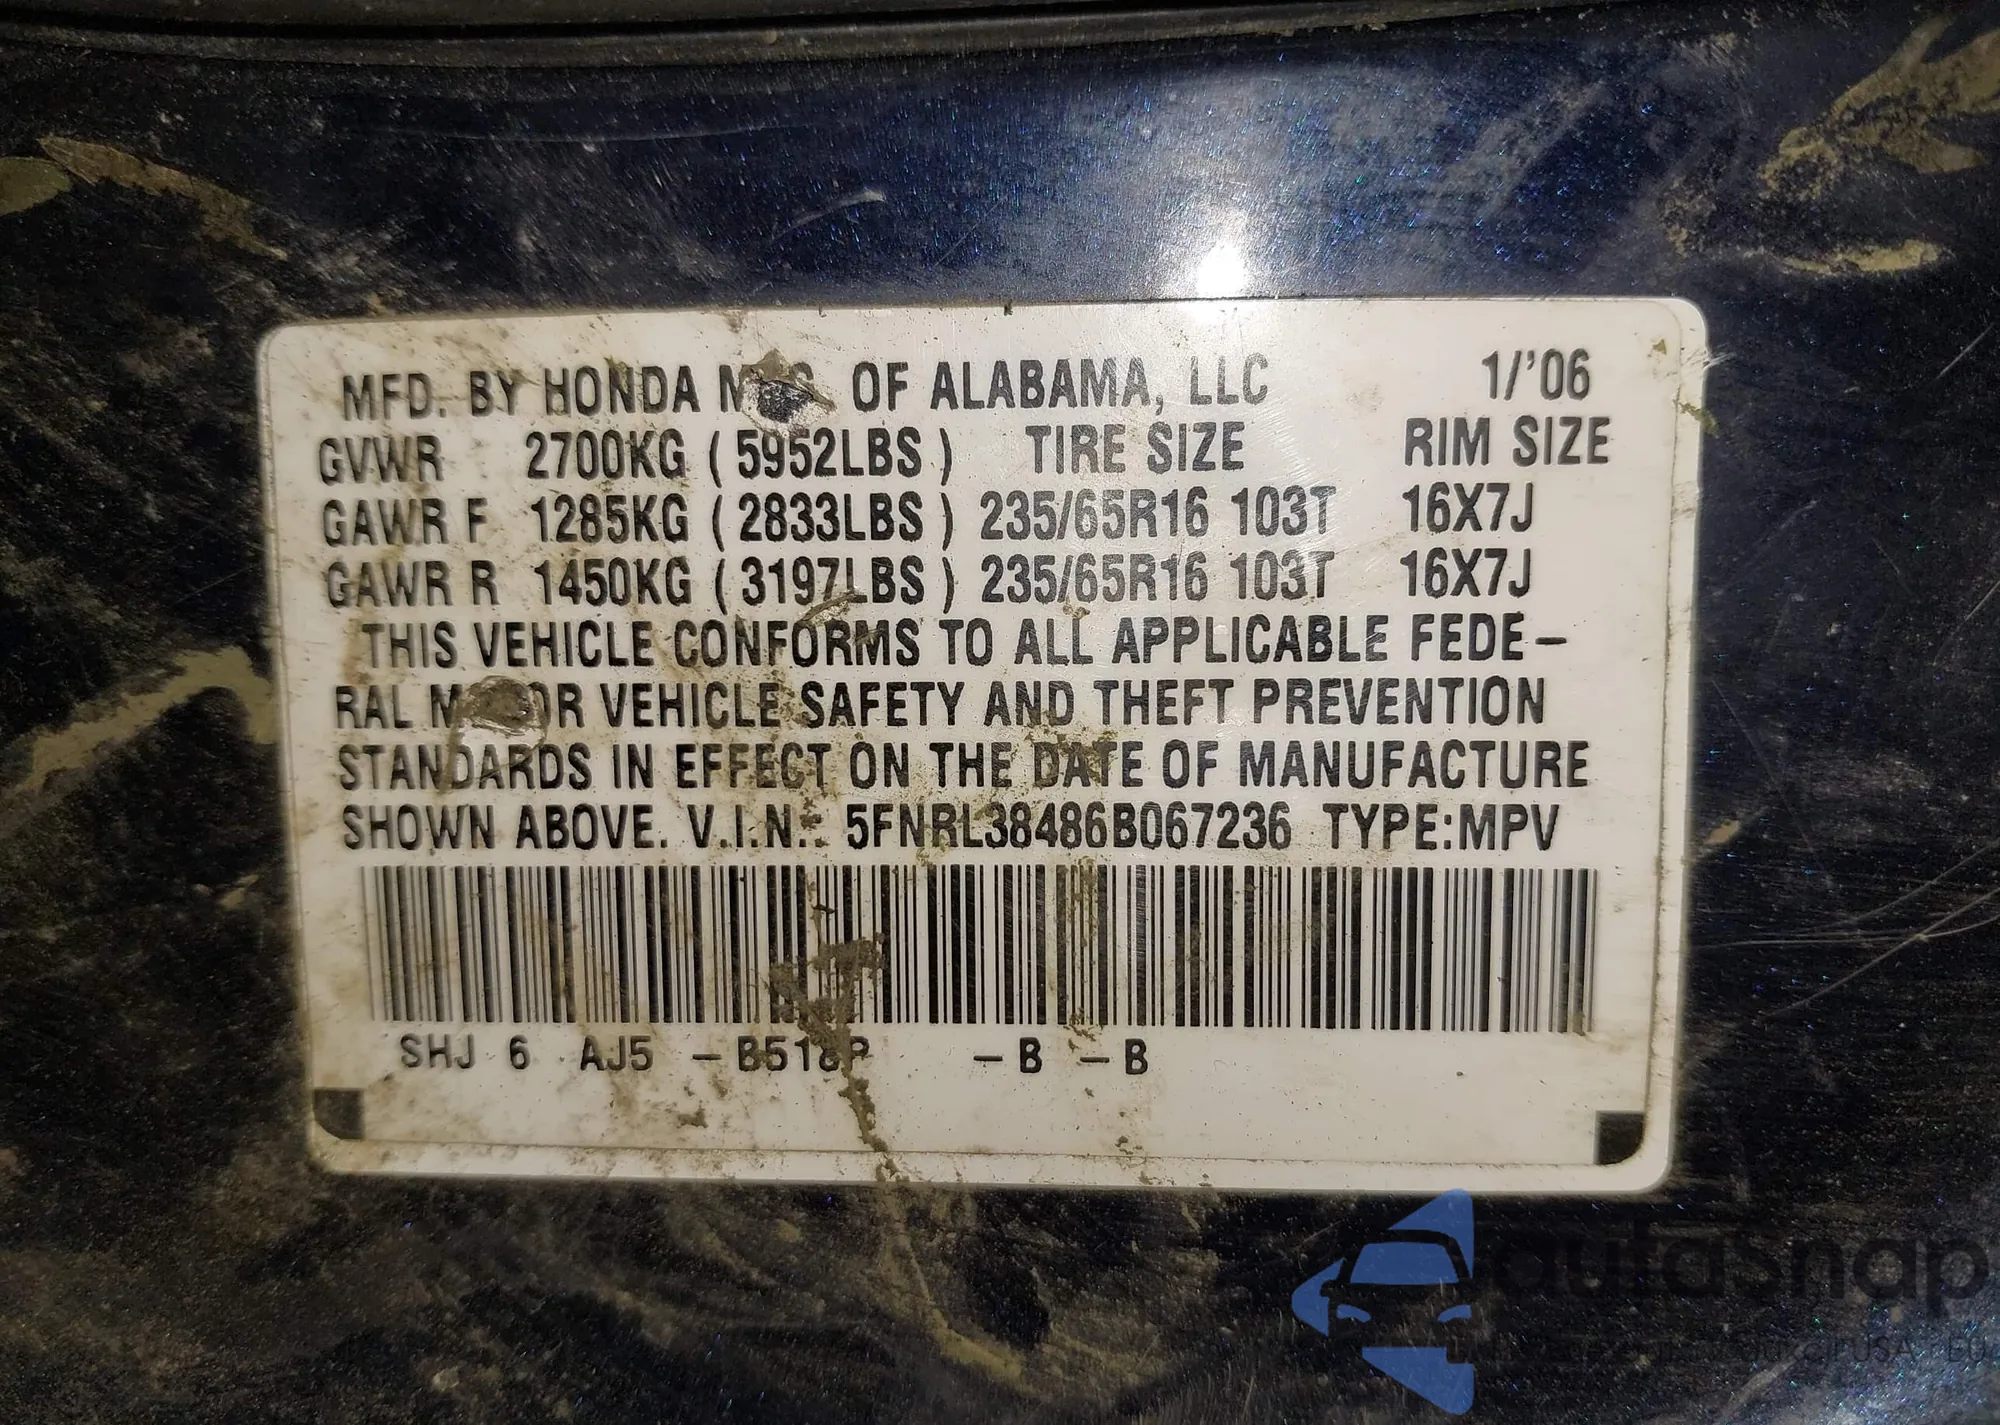 MFD. BY HONDA OF ALABAMA, LLC 1/'06
GVWR 2700KG (5952LBS) TIRE SIZE RIM SIZE
GAWR F 1285KG (2833LBS) 235/65R16 103T 16X7J
GAWR R 1450KG (3197LBS) 235/65R16 103T 16X7J
THIS VEHICLE CONFORMS TO ALL APPLICABLE FEDE-
RAL MOTOR VEHICLE SAFETY AND THEFT PREVENTION
STANDARDS IN EFFECT ON THE DATE OF MANUFACTURE
SHOWN ABOVE. V.I.N.: 5FNRL38486B067236 TYPE:MPV
SHJ 6 AJ5 -B518P -B -B
autosnap